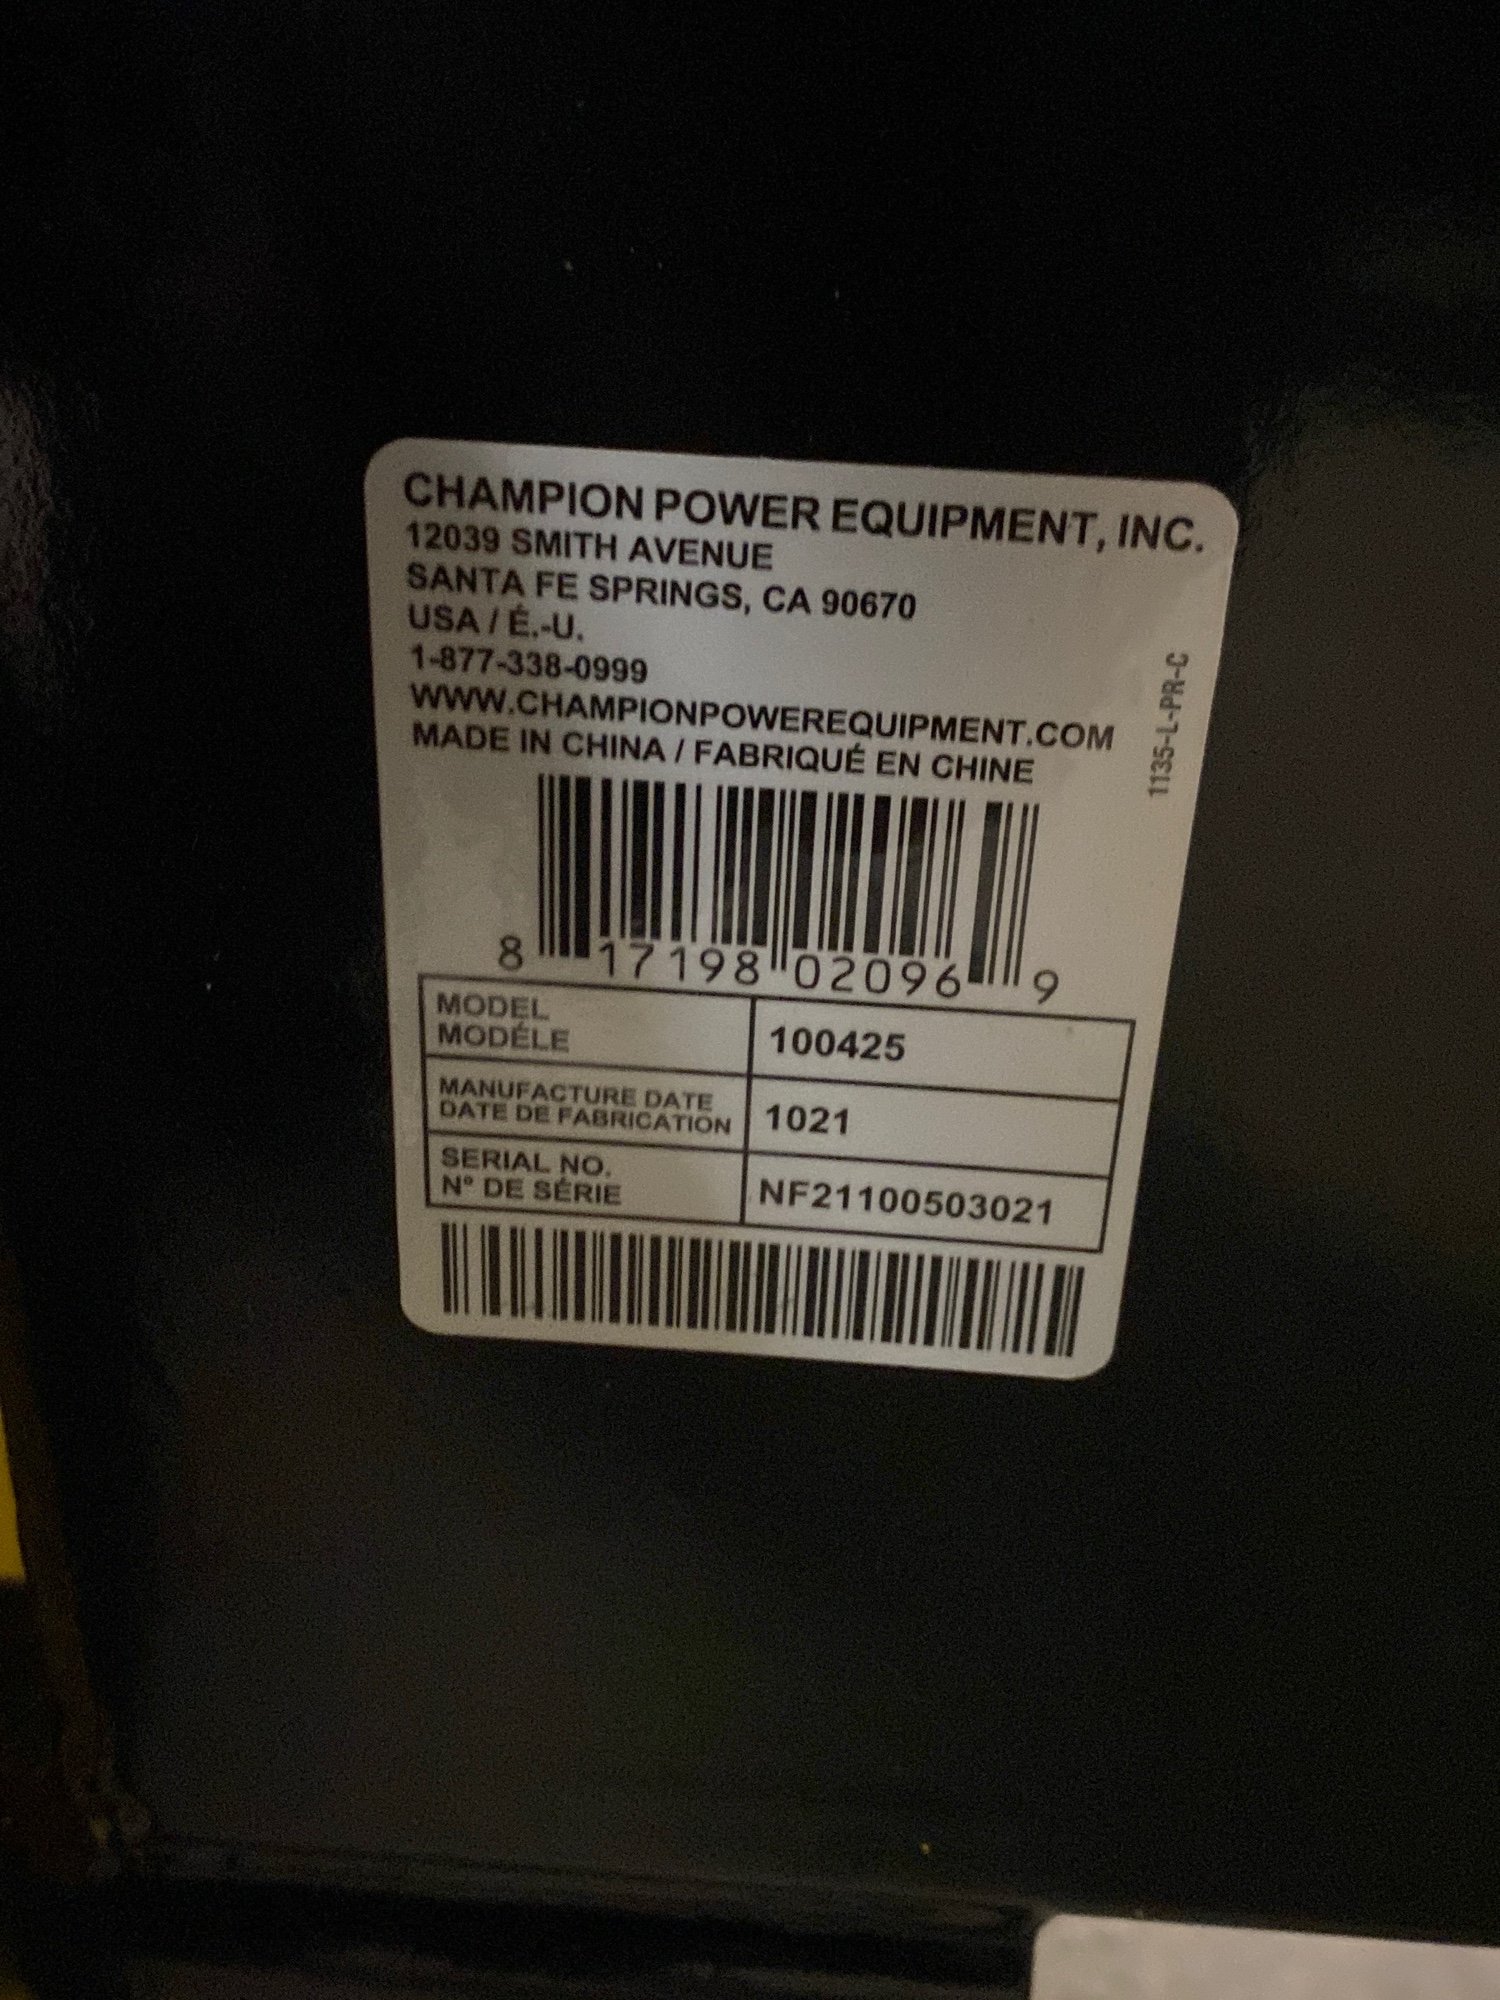 CHAMPION POWER EQUIPMENT, INC.
12039 SMITH AVENUE
SANTA FE SPRINGS, CA 90670
USA / É.-U.
1-877-338-0999
WWW.CHAMPIONPOWEREQUIPMENT.COM
MADE IN CHINA / FABRIQUÉ EN CHINE
1135-L-PR-C
8 17198 02096 9
MODEL
MODÉLE
100425
MANUFACTURE DATE
DATE DE FABRICATION
1021
SERIAL NO.
N° DE SÉRIE
NF21100503021